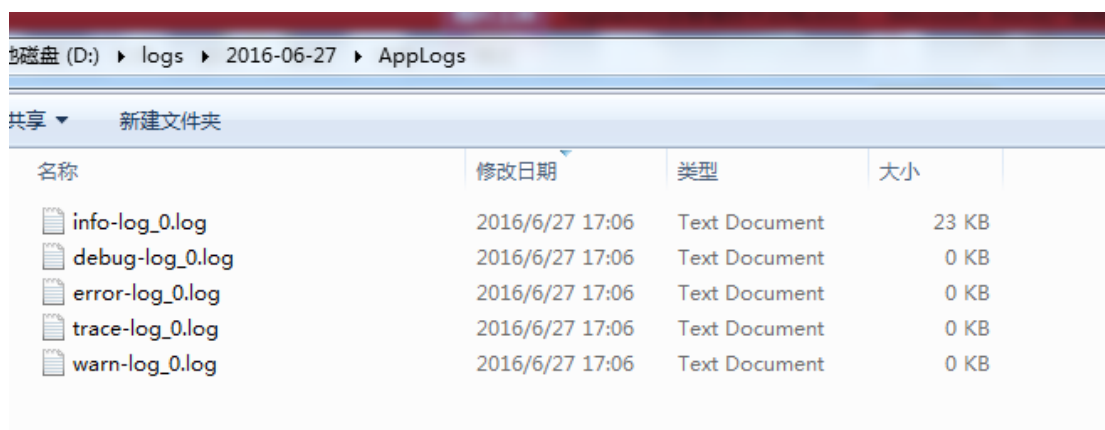 磁盘 (D:) ▸ logs ▸ 2016-06-27 ▸ AppLogs
共享 新建文件夹
名称 修改日期 类型 大小
info-log_0.log 2016/6/27 17:06 Text Document 23 KB
debug-log_0.log 2016/6/27 17:06 Text Document 0 KB
error-log_0.log 2016/6/27 17:06 Text Document 0 KB
trace-log_0.log 2016/6/27 17:06 Text Document 0 KB
warn-log_0.log 2016/6/27 17:06 Text Document 0 KB